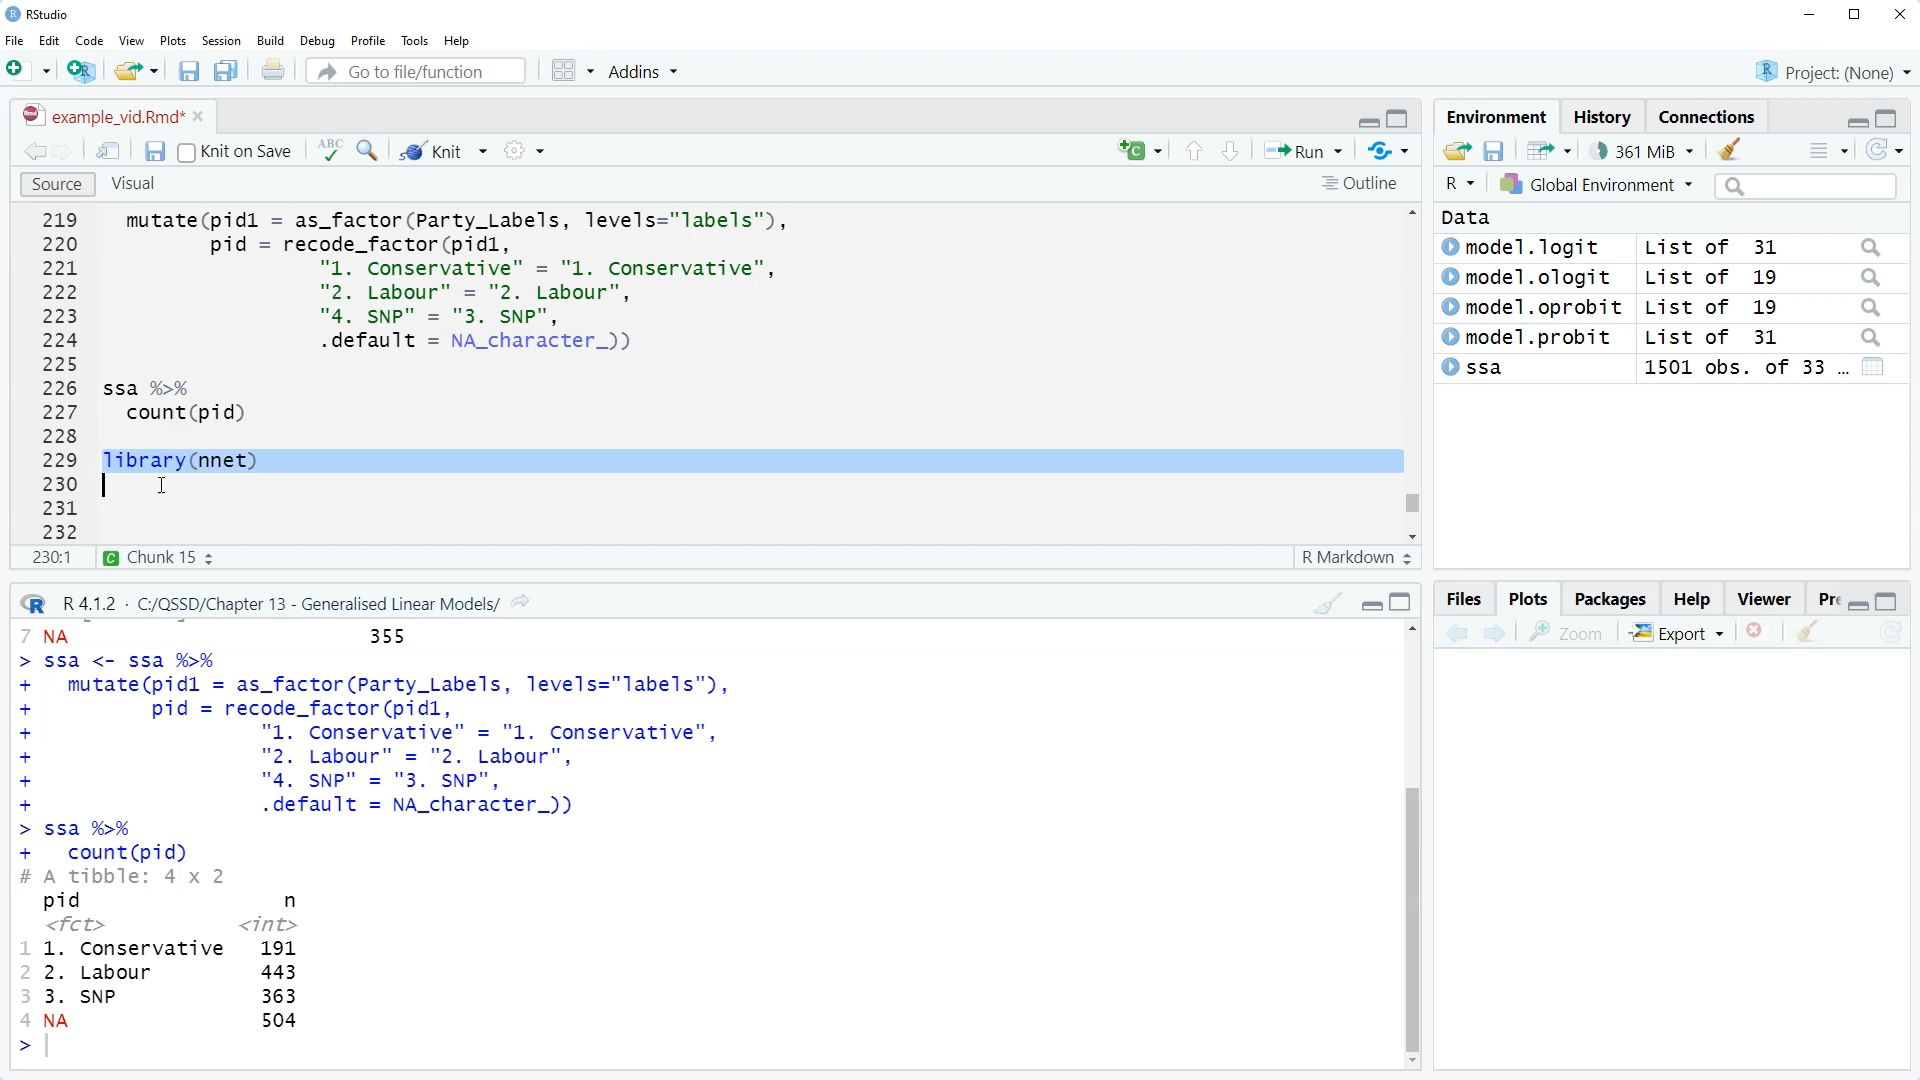 RStudio
File Edit Code View Plots Session Build Debug Profile Tools Help
Go to file/function Addins Project: (None)
example_vid.Rmd*
Knit on Save ABC Knit Run
Source Visual Outline
219 mutate(pid1 = as_factor(Party_Labels, levels="labels"),
220 pid = recode_factor(pid1,
221 "1. Conservative" = "1. Conservative",
222 "2. Labour" = "2. Labour",
223 "4. SNP" = "3. SNP",
224 .default = NA_character_))
225
226 ssa %>%
227 count(pid)
228
229 library(nnet)
230
231
232
230:1 Chunk 15 R Markdown
R 4.1.2 · C:/QSSD/Chapter 13 - Generalised Linear Models/
7 NA 355
> ssa <- ssa %>%
+ mutate(pid1 = as_factor(Party_Labels, levels="labels"),
+ pid = recode_factor(pid1,
+ "1. Conservative" = "1. Conservative",
+ "2. Labour" = "2. Labour",
+ "4. SNP" = "3. SNP",
+ .default = NA_character_))
> ssa %>%
+ count(pid)
# A tibble: 4 x 2
pid n
<fct> <int>
1 1. Conservative 191
2 2. Labour 443
3 3. SNP 363
4 NA 504
>
Environment History Connections
361 MiB
R Global Environment
Data
model.logit List of 31
model.ologit List of 19
model.oprobit List of 19
model.probit List of 31
ssa 1501 obs. of 33 ...
Files Plots Packages Help Viewer
Zoom Export